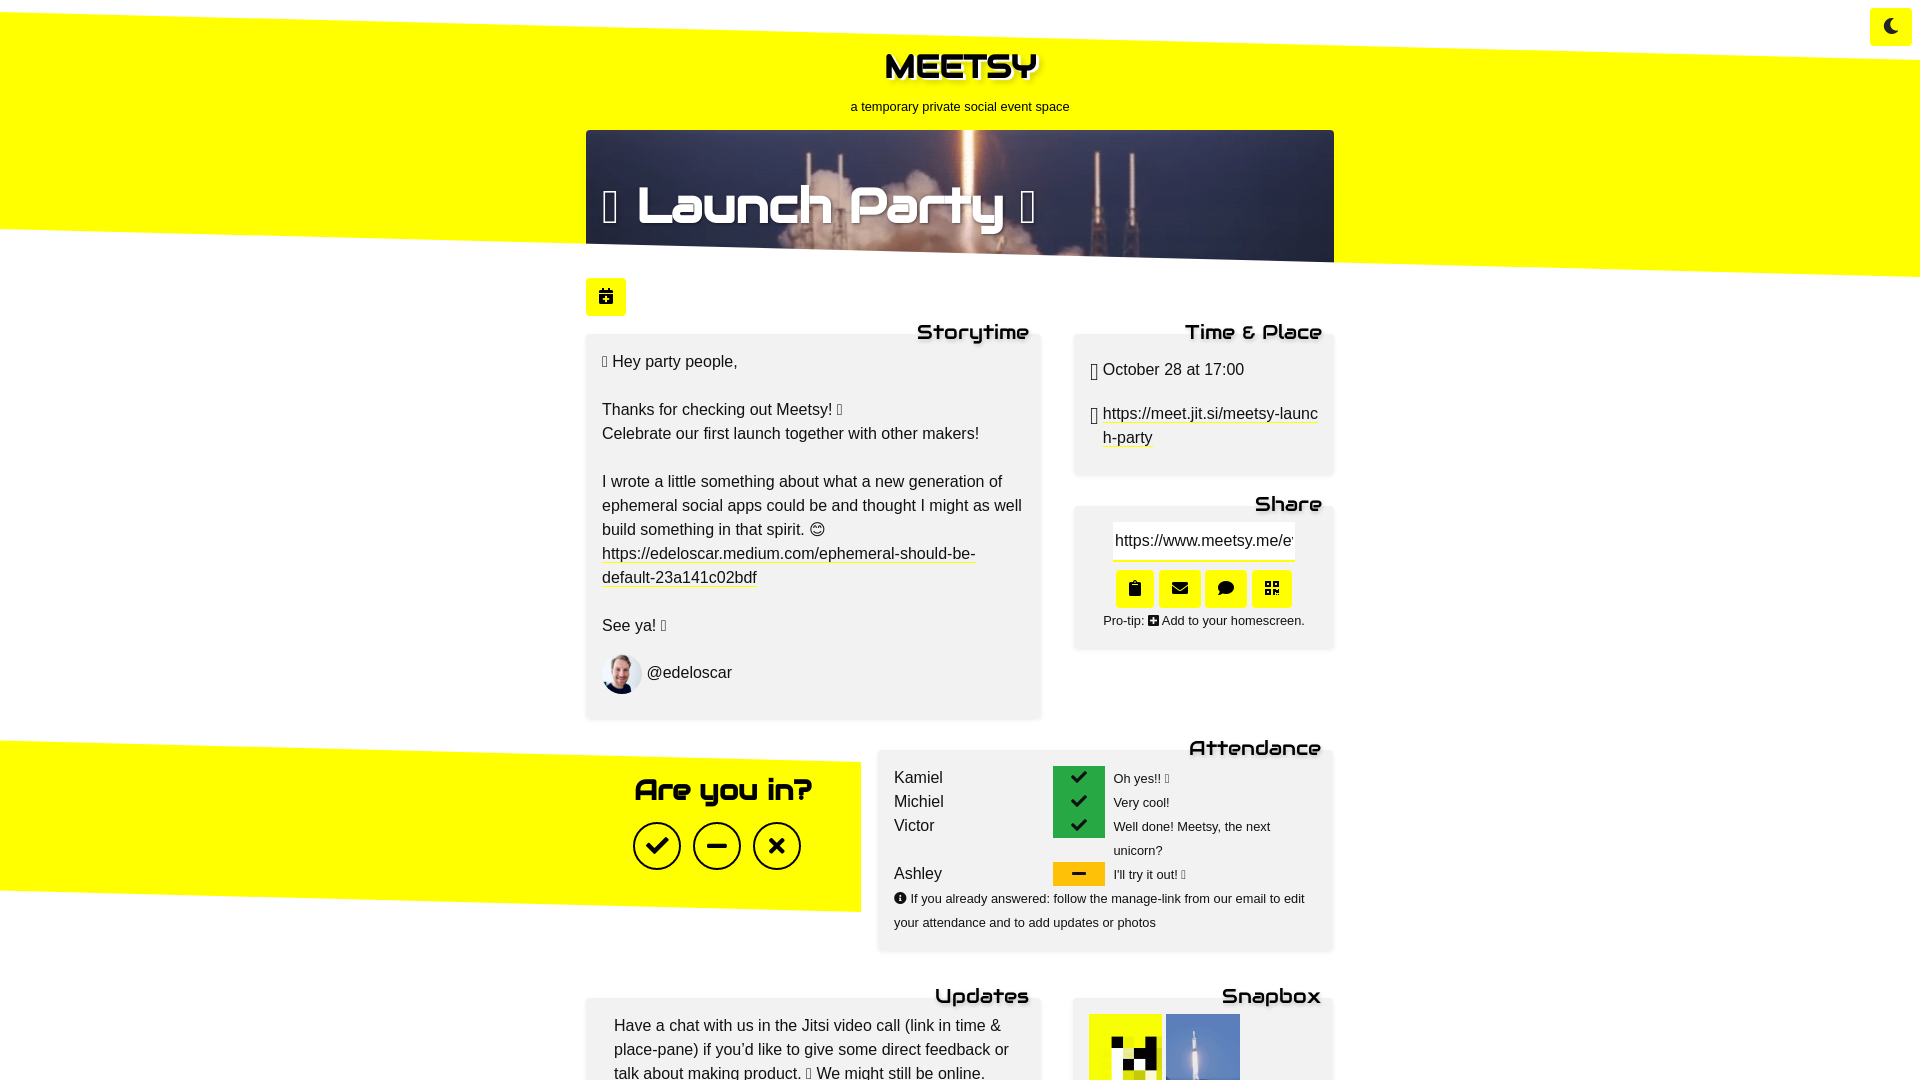 MEETSY
a temporary private social event space
Launch Party
Storytime
Hey party people,
Thanks for checking out Meetsy!
Celebrate our first launch together with other makers!
I wrote a little something about what a new generation of
ephemeral social apps could be and thought I might as well
build something in that spirit. 😊
https://edeloscar.medium.com/ephemeral-should-be-
default-23a141c02bdf
See ya!
@edeloscar
Time & Place
October 28 at 17:00
https://meet.jit.si/meetsy-launc
h-party
Share
https://www.meetsy.me/e
Pro-tip: Add to your homescreen.
Are you in?
Attendance
Kamiel Oh yes!!
Michiel Very cool!
Victor Well done! Meetsy, the next
unicorn?
Ashley I'll try it out!
If you already answered: follow the manage-link from our email to edit
your attendance and to add updates or photos
Updates
Have a chat with us in the Jitsi video call (link in time &
place-pane) if you’d like to give some direct feedback or
talk about making product. We might still be online.
Snapbox